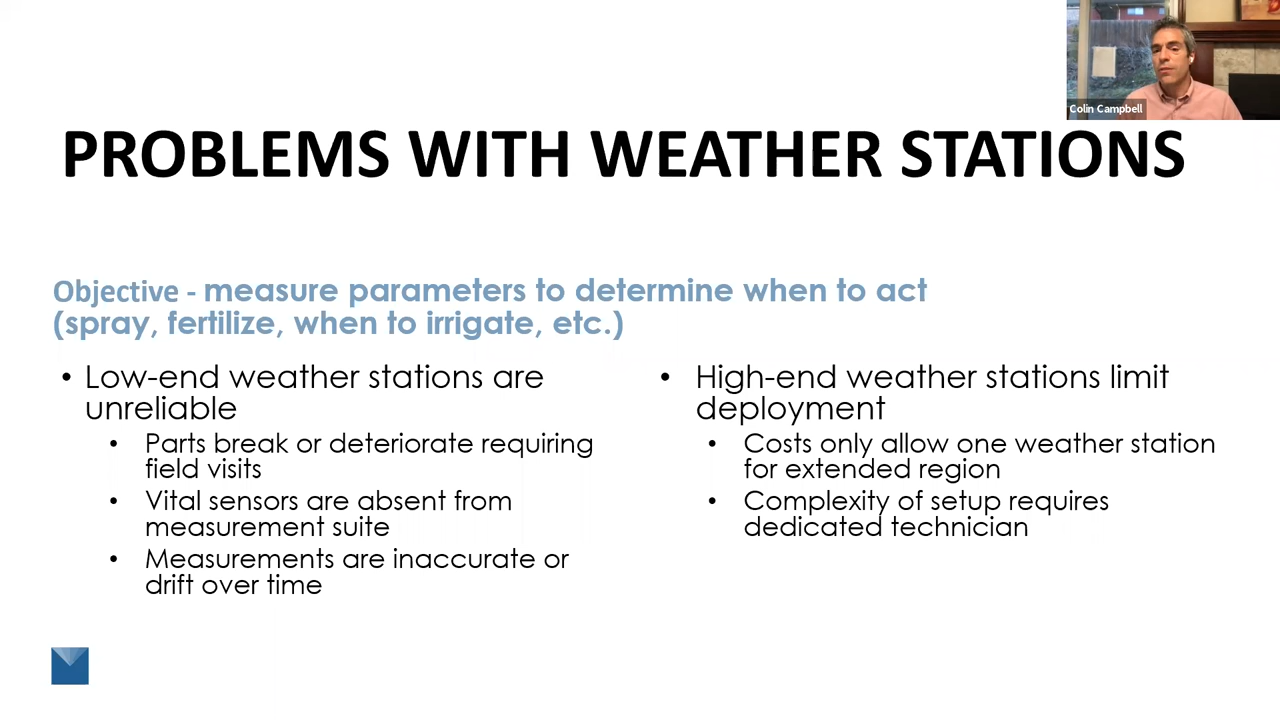 Colin Campbell
PROBLEMS WITH WEATHER STATIONS
Objective - measure parameters to determine when to act
(spray, fertilize, when to irrigate, etc.)
• Low-end weather stations are
unreliable
• Parts break or deteriorate requiring
field visits
• Vital sensors are absent from
measurement suite
• Measurements are inaccurate or
drift over time
• High-end weather stations limit
deployment
• Costs only allow one weather station
for extended region
• Complexity of setup requires
dedicated technician